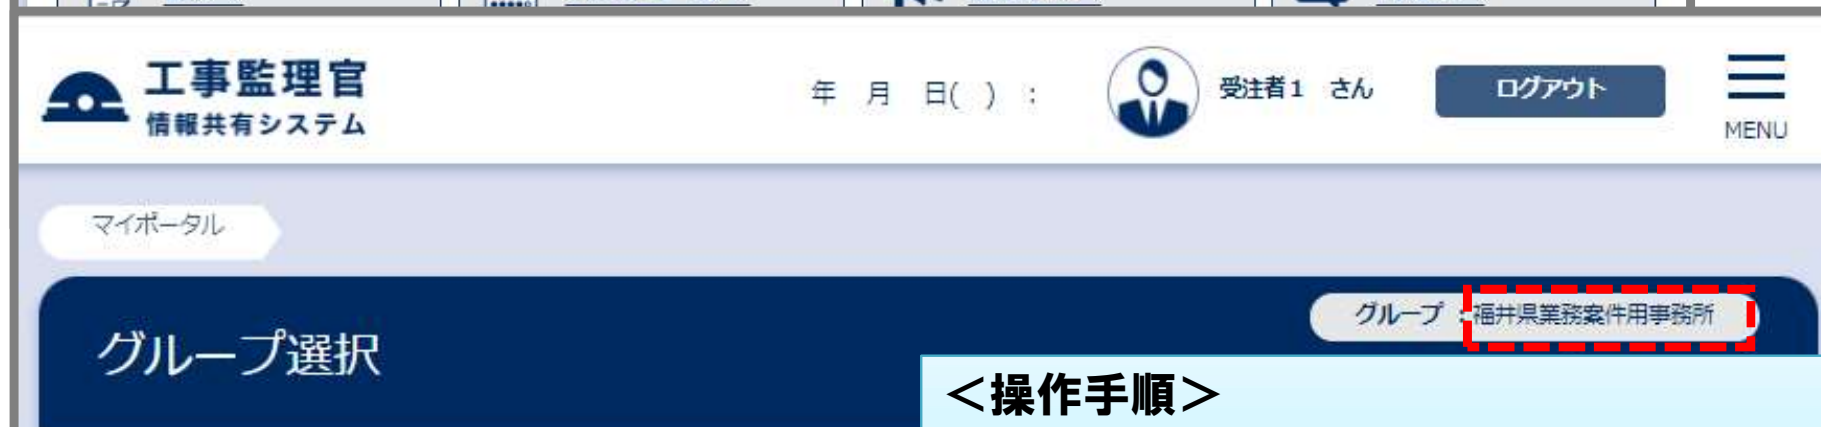 工事監理官
情報共有システム
年 月 日( ) :
受注者1 さん
ログアウト
MENU
マイポータル
グループ選択
グループ :福井県業務案件用事務所
<操作手順>